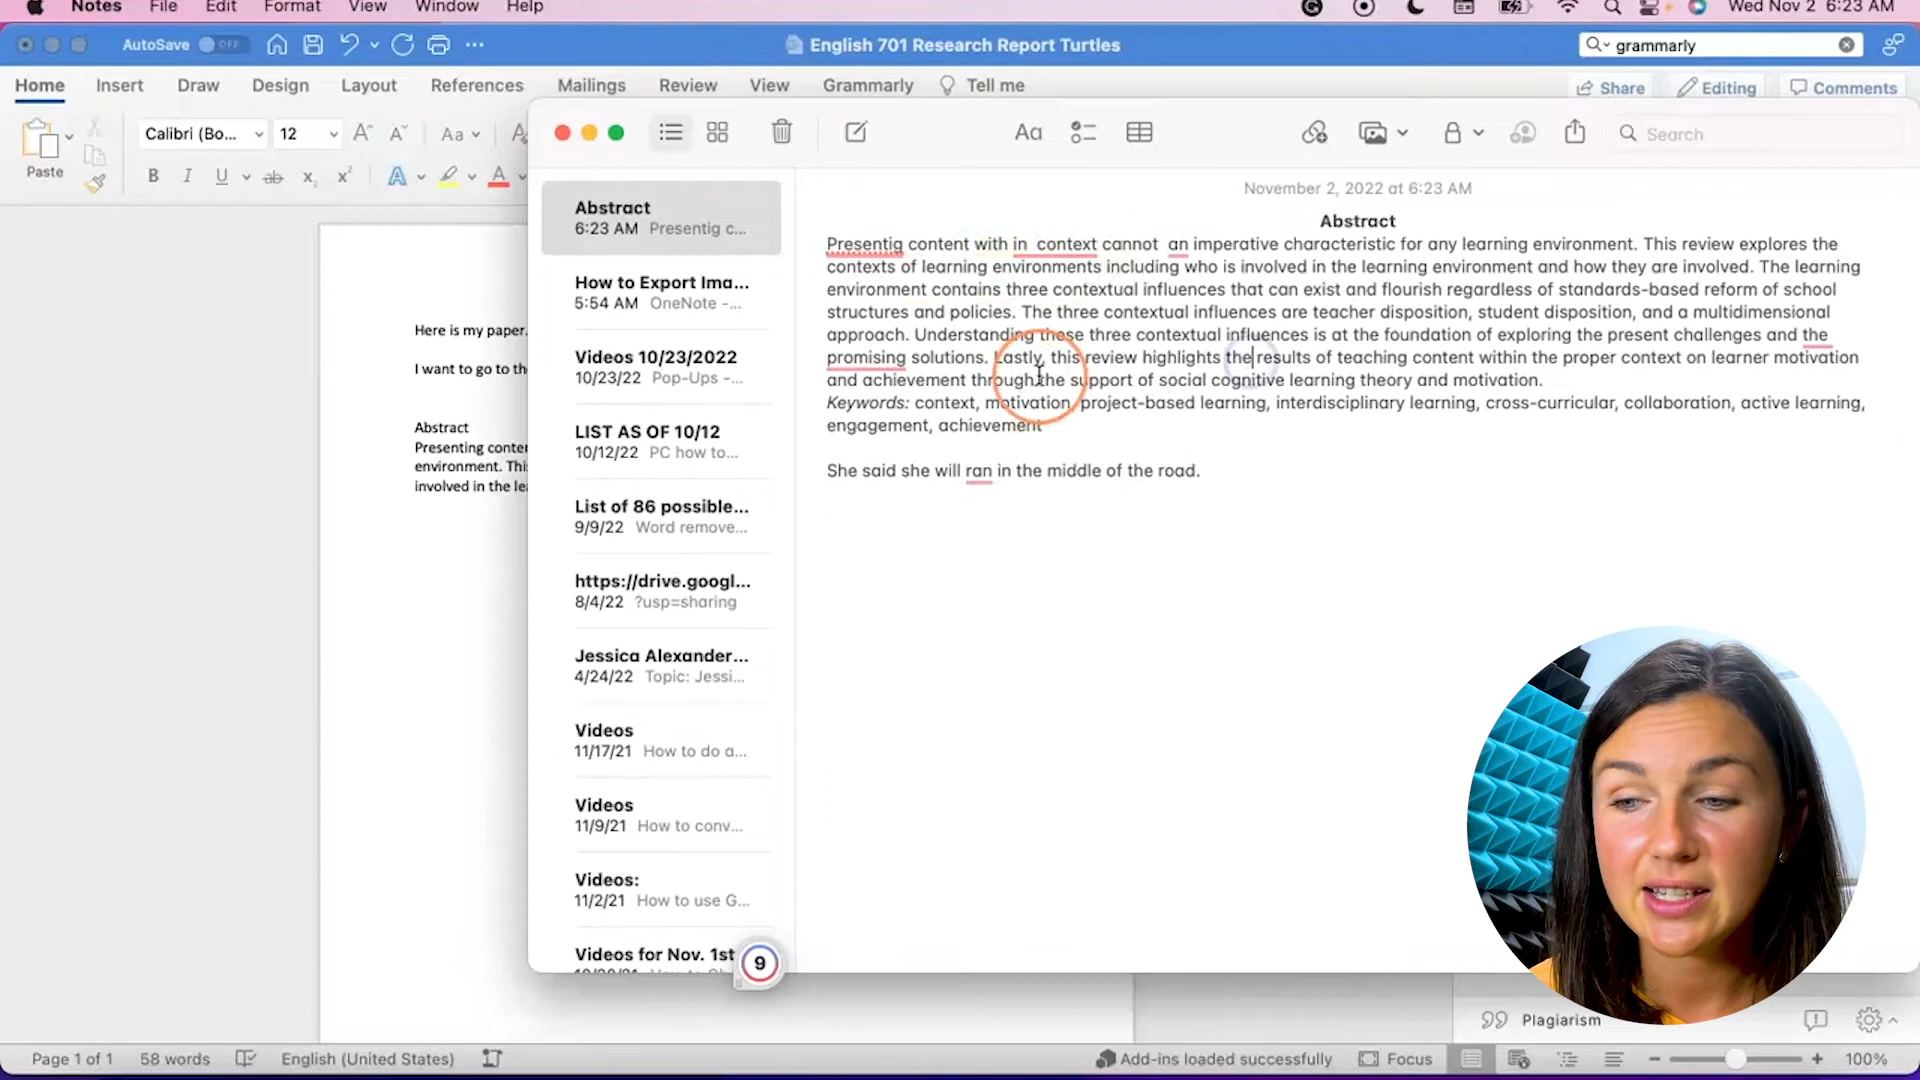 Notes File Edit Format View Window Help Wed Nov 2 6:23 AM
AutoSave OFF English 701 Research Report Turtles grammarly
Home Insert Draw Design Layout References Mailings Review View Grammarly Tell me Share Editing Comments
Calibri (Bo... 12 Aa
Paste B I U ab x₂ x² A A
Aa Search
November 2, 2022 at 6:23 AM
Abstract
Presentig content with in context cannot an imperative characteristic for any learning environment. This review explores the
contexts of learning environments including who is involved in the learning environment and how they are involved. The learning
environment contains three contextual influences that can exist and flourish regardless of standards-based reform of school
structures and policies. The three contextual influences are teacher disposition, student disposition, and a multidimensional
approach. Understanding these three contextual influences is at the foundation of exploring the present challenges and the
promising solutions. Lastly, this review highlights the results of teaching content within the proper context on learner motivation
and achievement through the support of social cognitive learning theory and motivation.
Keywords: context, motivation, project-based learning, interdisciplinary learning, cross-curricular, collaboration, active learning,
engagement, achievement
She said she will ran in the middle of the road.
Abstract
6:23 AM Presentig c...
How to Export Ima...
5:54 AM OneNote -...
Videos 10/23/2022
10/23/22 Pop-Ups -...
LIST AS OF 10/12
10/12/22 PC how to...
List of 86 possible...
9/9/22 Word remove...
https://drive.googl...
8/4/22 ?usp=sharing
Jessica Alexander...
4/24/22 Topic: Jessi...
Videos
11/17/21 How to do a...
Videos
11/9/21 How to conv...
Videos:
11/2/21 How to use G...
Videos for Nov. 1st
9
Here is my paper.
I want to go to th
Abstract
Presenting conte
environment. Thi
involved in the le
Plagiarism
Page 1 of 1 58 words English (United States) Add-ins loaded successfully Focus 100%